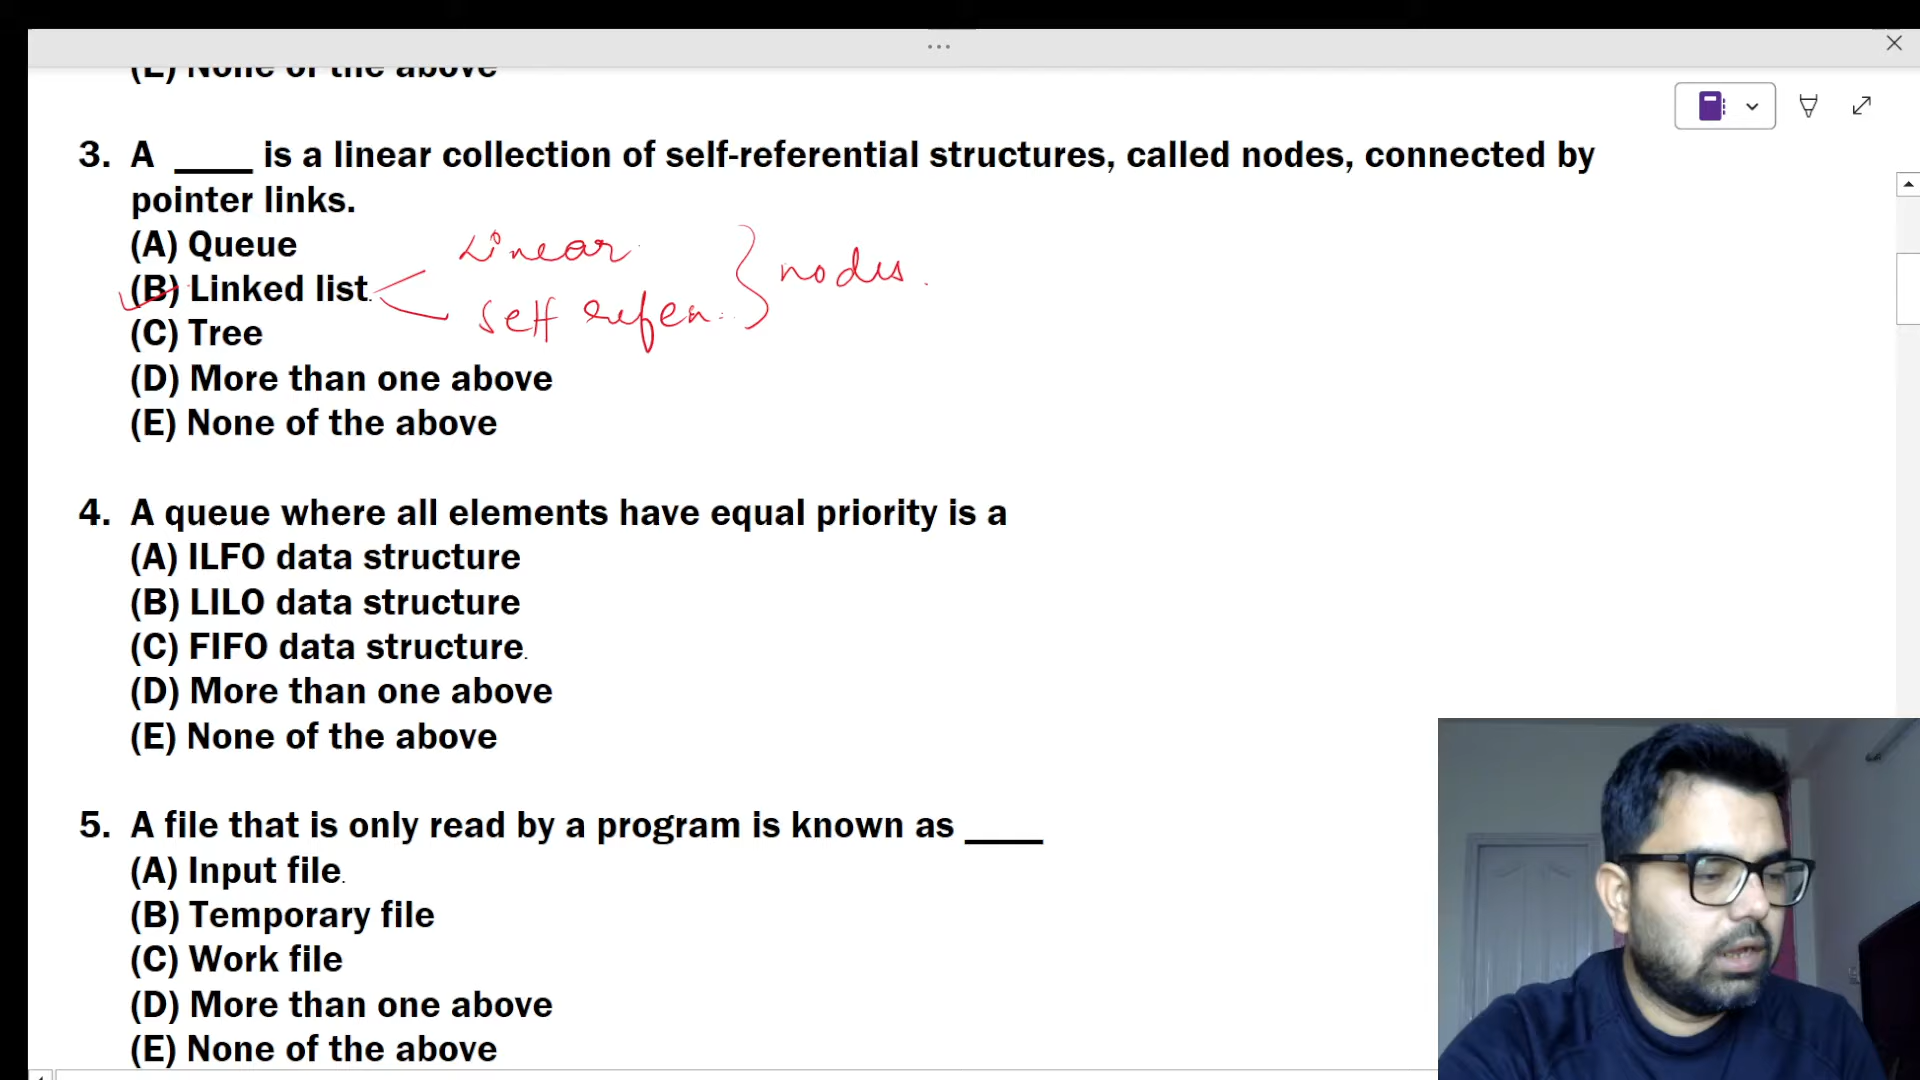 (E) None of the above
3. A ____ is a linear collection of self-referential structures, called nodes, connected by
pointer links.
(A) Queue
(B) Linked list
(C) Tree
(D) More than one above
(E) None of the above
Linear
self refer..
nodes.
4. A queue where all elements have equal priority is a
(A) ILFO data structure
(B) LILO data structure
(C) FIFO data structure
(D) More than one above
(E) None of the above
5. A file that is only read by a program is known as ____
(A) Input file
(B) Temporary file
(C) Work file
(D) More than one above
(E) None of the above